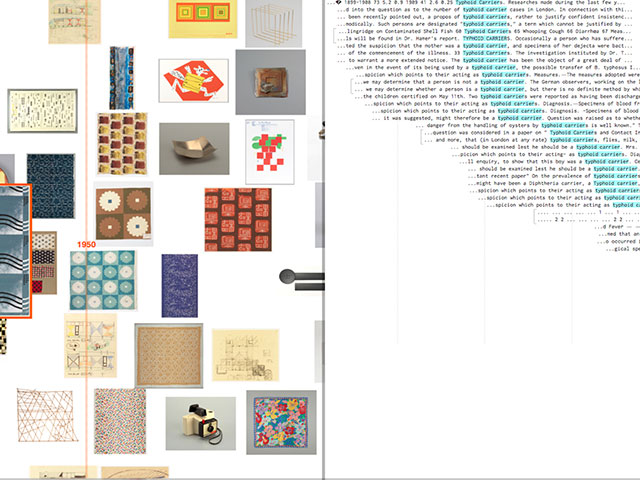 1950
1899-1988 73 5.2 0.9 1989 41 2.6 0.25 Typhoid Carriers. Researches made during the last few y...
...d into the question as to the number of typhoid carrier cases in London. In connection with thi...
... been recently pointed out, a propos of typhoid carriers, rather to justify confident insistenc...
...modically. Such persons are designated "typhoid carriers," a term which cannot be justified by...
...lingridge on Contaminated Shell Fish 60 Typhoid Carriers 65 Whooping Cough 66 Diarrhœa 67 Meas...
...ls will be found in Dr. Hamer's report. TYPHOID CARRIERS. Occasionally a person who has suffere...
...ted the suspicion that the mother was a typhoid carrier, and specimens of her dejecta were bact...
...of the commencement of the illness. 33 Typhoid Carriers. The investigation instituted by Dr. T...
... to warrant a more extended notice. The typhoid carrier has been the object of a great deal of ...
...ven in the event of its being used by a typhoid carrier, the possible transfer of B. typhosus i...
...spicion which points to their acting as typhoid carriers. Measures.—The measures adopted were
... we may determine that a person is not a typhoid carrier. The German observers, working on the l
... we may determine whether a person is a typhoid carrier, but there is no definite method by whic
the children certified on May 11th. Two typhoid carriers were reported as having been dischar
...spicion which points to their acting as typhoid carriers. Diagnosis.—Specimens of blood fr
...spicion which points to their acting as typhoid carriers. Diagnosis. -Specimens of blood
... it was suggested, might therefore be a typhoid carrier. Question was raised as to whethe
danger from the handling of oysters by typhoid carriers is well known." 
...question was considered in a paper on " Typhoid Carriers and Contact I
... and more, that (in London at any rate) typhoid carriers, flies, milk,
... should be examined lest he should be a typhoid carrier. Mrs.
...picion which points to their acting- as typhoid carriers. Diag
...ll enquiry, to show that this boy was a typhoid carrier. Ge
... should be examined lest he should be a typhoid carrier.
...tant recent paper" On the prevalence of typhoid carriers
...might have been a Diphtheria carrier, a Typhoid carrier,
...spicion which points to their acting as typhoid carriers
...spicion which points to their acting as typhoid carri
...spicion which points to their acting as typhoid c
...d fever — —
...med that an
...o occurred i
...gical spe